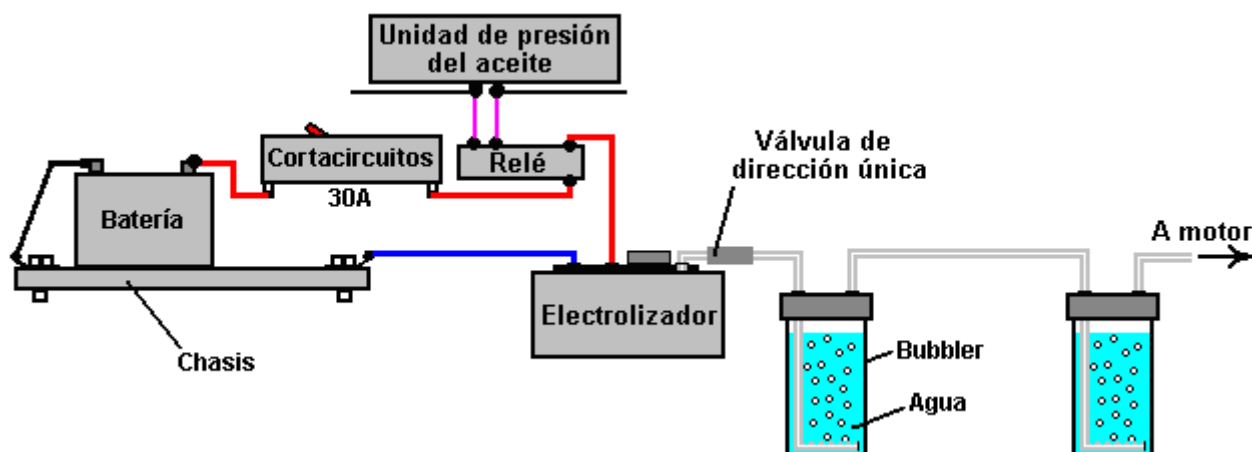 Unidad de presión
del aceite
Válvula de
dirección única
Cortacircuitos
Relé
30A
Batería
A motor
Electrolizador
Chasis
Bubbler
Agua